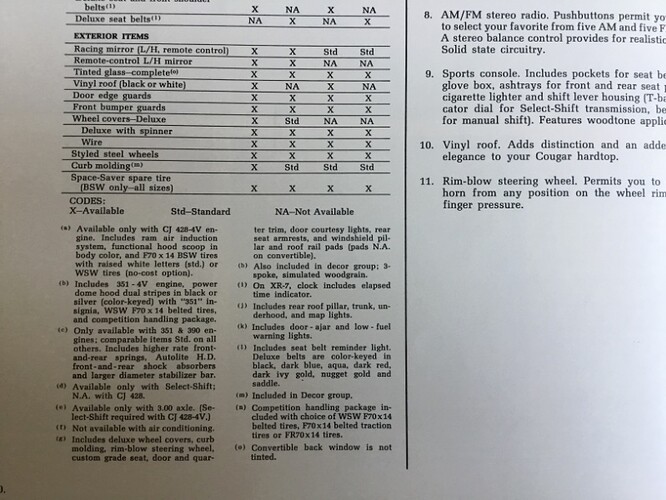 belts(1) X NA X NA
Deluxe seat belts(1) NA X NA X
EXTERIOR ITEMS
Racing mirror (L/H, remote control) X X Std Std
Remote-control L/H mirror X X NA NA
Tinted glass—complete(o) X X X X
Vinyl roof (black or white) X NA X NA
Door edge guards X X X X
Front bumper guards X X X X
Wheel covers—Deluxe X Std NA NA
Deluxe with spinner X X X X
Wire X X X X
Styled steel wheels X X X X
Curb molding(m) X Std Std Std
Space-Saver spare tire
(BSW only—all sizes) X X X X
CODES:
X—Available Std—Standard NA—Not Available
(a) Available only with CJ 428-4V en-
gine. Includes ram air induction
system, functional hood scoop in
body color, and F70 x 14 BSW tires
with raised white letters (std.) or
WSW tires (no-cost option).
(b) Includes 351-4V engine, power
dome hood dual stripes in black or
silver (color-keyed) with "351" in-
signia, WSW F70 x 14 belted tires,
and competition handling package.
(c) Only available with 351 & 390 en-
gines; comparable items Std. on all
others. Includes higher rate front-
and-rear springs, Autolite H.D.
front-and-rear shock absorbers
and larger diameter stabilizer bar.
(d) Available only with Select-Shift;
N.A. with CJ 428.
(e) Available only with 3.00 axle. (Se-
lect-Shift required with CJ 428-4V.)
(f) Not available with air conditioning.
(g) Includes deluxe wheel covers, curb
molding, rim-blow steering wheel,
custom grade seat, door and quar-
ter trim, door courtesy lights, rear
seat armrests, and windshield pil-
lar and roof rail pads (pads N.A.
on convertible).
(h) Also included in decor group; 3-
spoke, simulated woodgrain.
(i) On XR-7, clock includes elapsed
time indicator.
(j) Includes rear roof pillar, trunk, un-
derhood, and map lights.
(k) Includes door-ajar and low-fuel
warning lights.
(l) Includes seat belt reminder light.
Deluxe belts are color-keyed in
black, dark blue, aqua, dark red,
dark ivy gold, nugget gold and
saddle.
(m) Included in Decor group.
(n) Competition handling package in-
cluded with choice of WSW F70x14
belted tires, F70x14 belted traction
tires or FR70x14 tires.
(o) Convertible back window is not
tinted.
8. AM/FM stereo radio. Pushbuttons permit yo
to select your favorite from five AM and five F
A stereo balance control provides for realistic
Solid state circuitry.
9. Sports console. Includes pockets for seat be
glove box, ashtrays for front and rear seat p
cigarette lighter and shift lever housing (T-ba
cator dial for Select-Shift transmission, be
for manual shift). Features woodtone applic
10. Vinyl roof. Adds distinction and an adde
elegance to your Cougar hardtop.
11. Rim-blow steering wheel. Permits you to
horn from any position on the wheel rim
finger pressure.